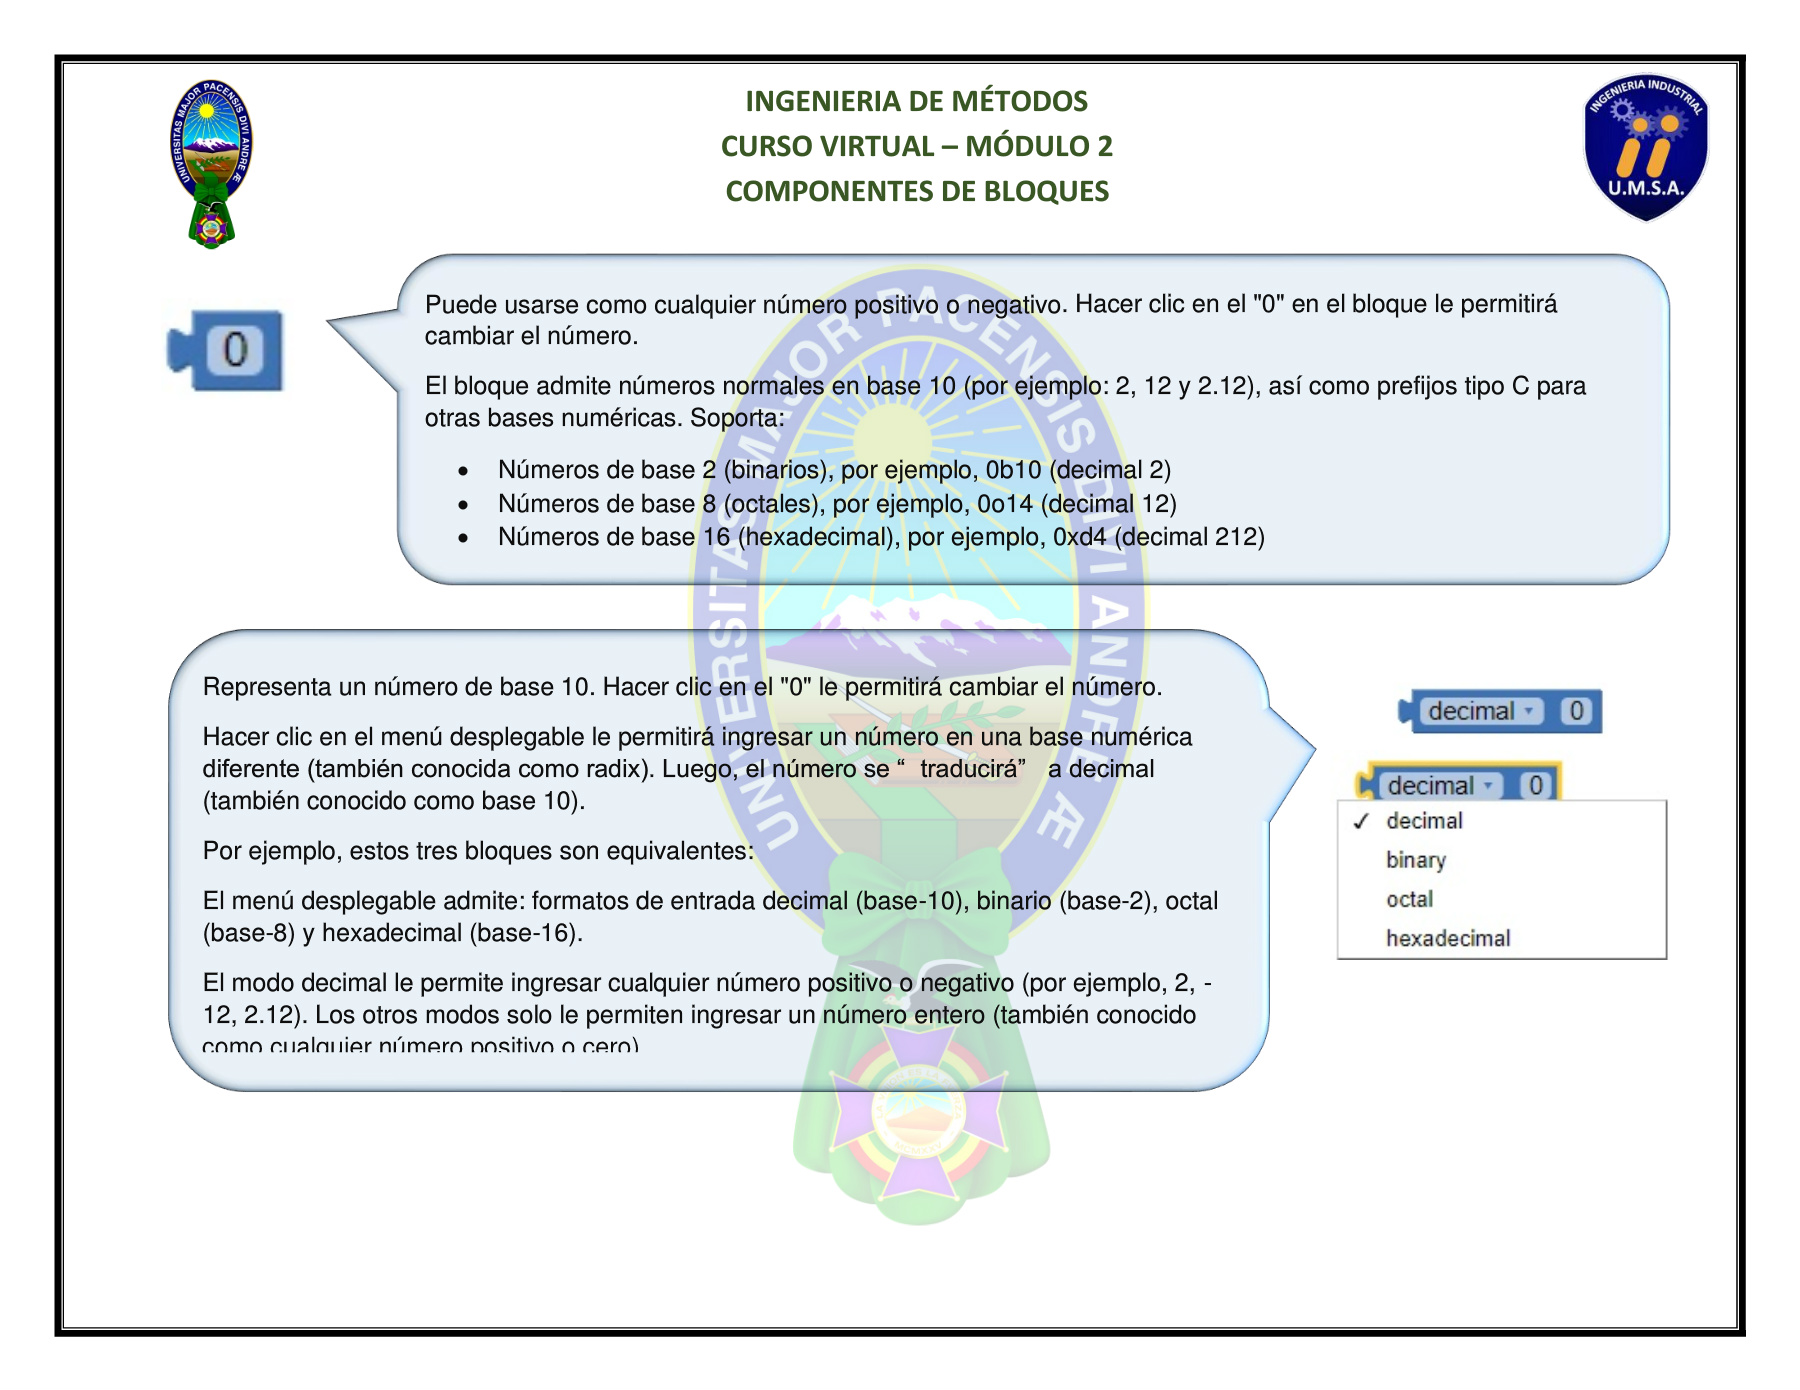 INGENIERIA DE MÉTODOS
CURSO VIRTUAL – MÓDULO 2
COMPONENTES DE BLOQUES
UNIVERSITAS MAJOR PACENSIS DIVI ANDRE Æ
INGENIERIA INDUSTRIAL
U.M.S.A.
0
Puede usarse como cualquier número positivo o negativo. Hacer clic en el "0" en el bloque le permitirá
cambiar el número.
El bloque admite números normales en base 10 (por ejemplo: 2, 12 y 2.12), así como prefijos tipo C para
otras bases numéricas. Soporta:
• Números de base 2 (binarios), por ejemplo, 0b10 (decimal 2)
• Números de base 8 (octales), por ejemplo, 0o14 (decimal 12)
• Números de base 16 (hexadecimal), por ejemplo, 0xd4 (decimal 212)
UNIVERSITAS MAJOR PACENSIS DIVI ANDRE Æ
Representa un número de base 10. Hacer clic en el "0" le permitirá cambiar el número.
Hacer clic en el menú desplegable le permitirá ingresar un número en una base numérica
diferente (también conocida como radix). Luego, el número se “ traducirá” a decimal
(también conocido como base 10).
Por ejemplo, estos tres bloques son equivalentes:
El menú desplegable admite: formatos de entrada decimal (base-10), binario (base-2), octal
(base-8) y hexadecimal (base-16).
El modo decimal le permite ingresar cualquier número positivo o negativo (por ejemplo, 2, -
12, 2.12). Los otros modos solo le permiten ingresar un número entero (también conocido
como cualquier número positivo o cero)
decimal 0
decimal 0
✓ decimal
binary
octal
hexadecimal